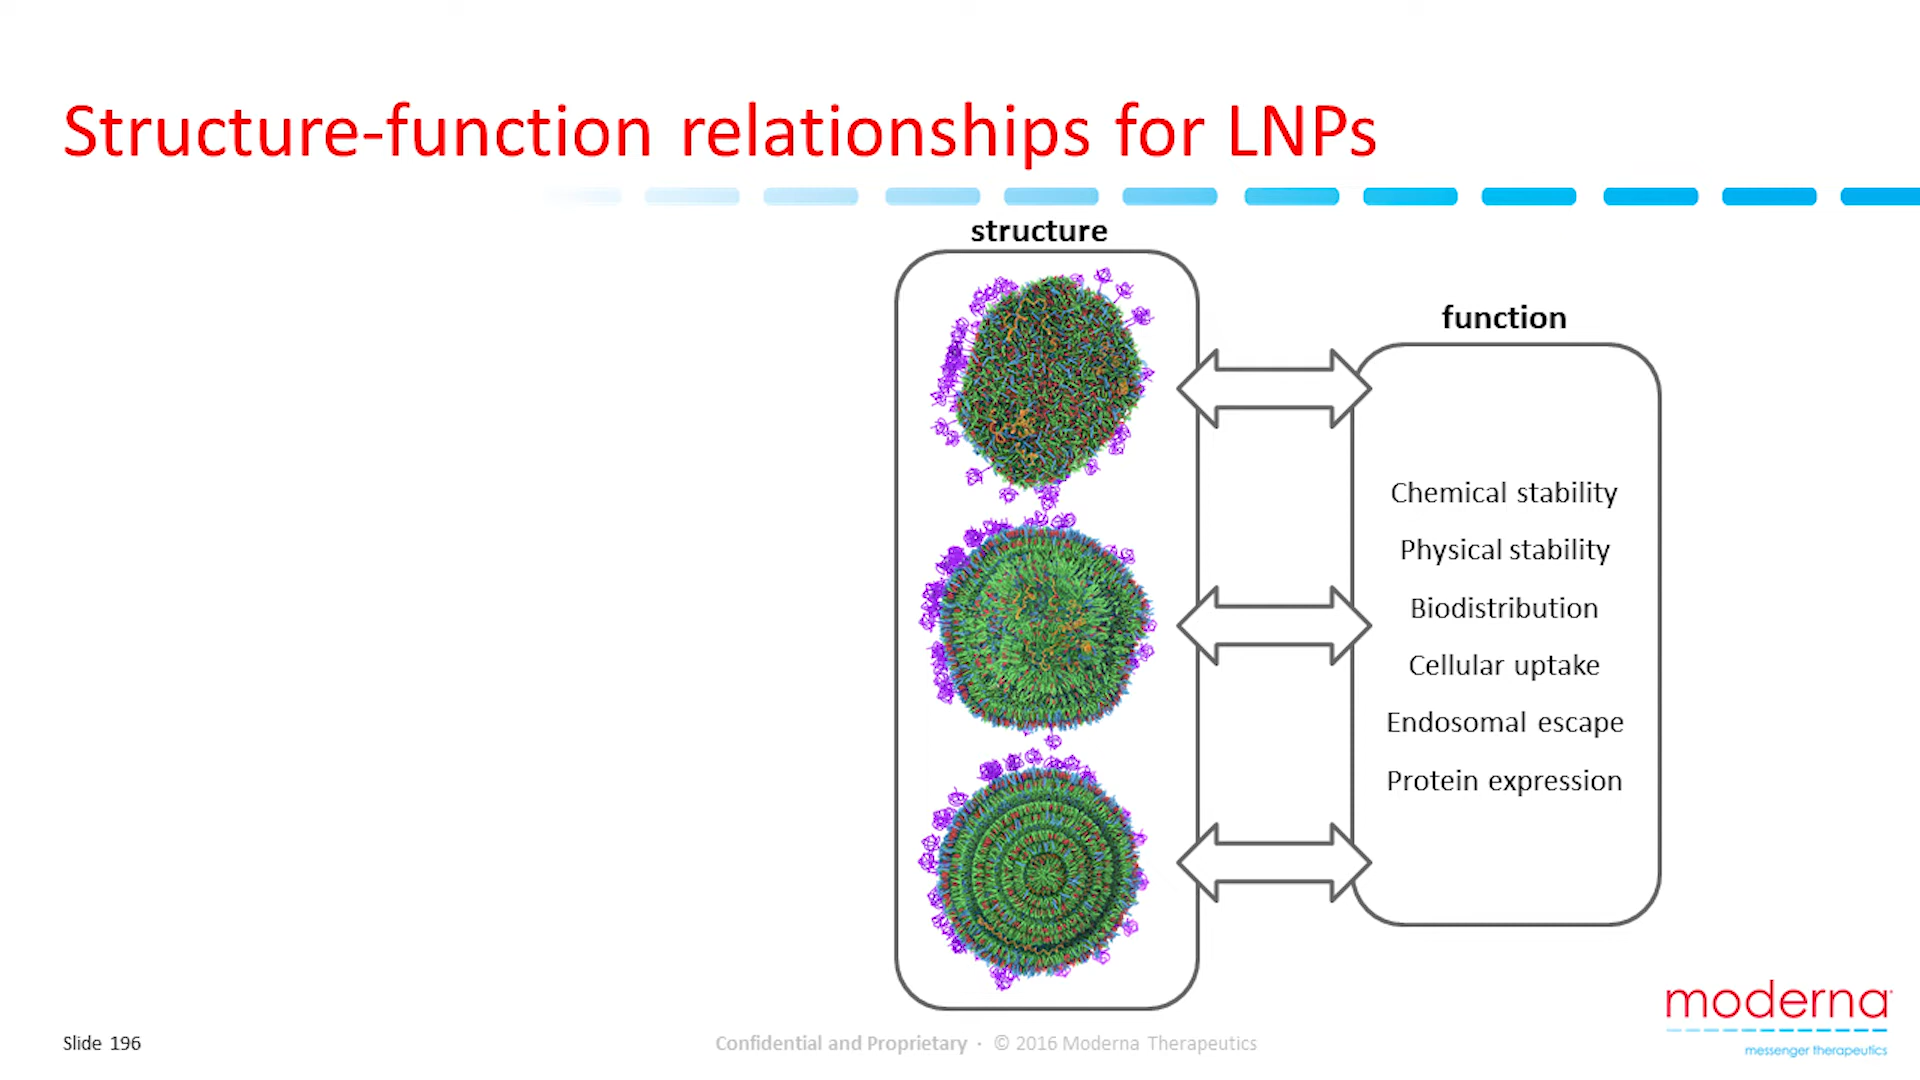 Structure-function relationships for LNPs
structure
function
Chemical stability
Physical stability
Biodistribution
Cellular uptake
Endosomal escape
Protein expression
moderna
messenger therapeutics
Slide 196
Confidential and Proprietary · © 2016 Moderna Therapeutics